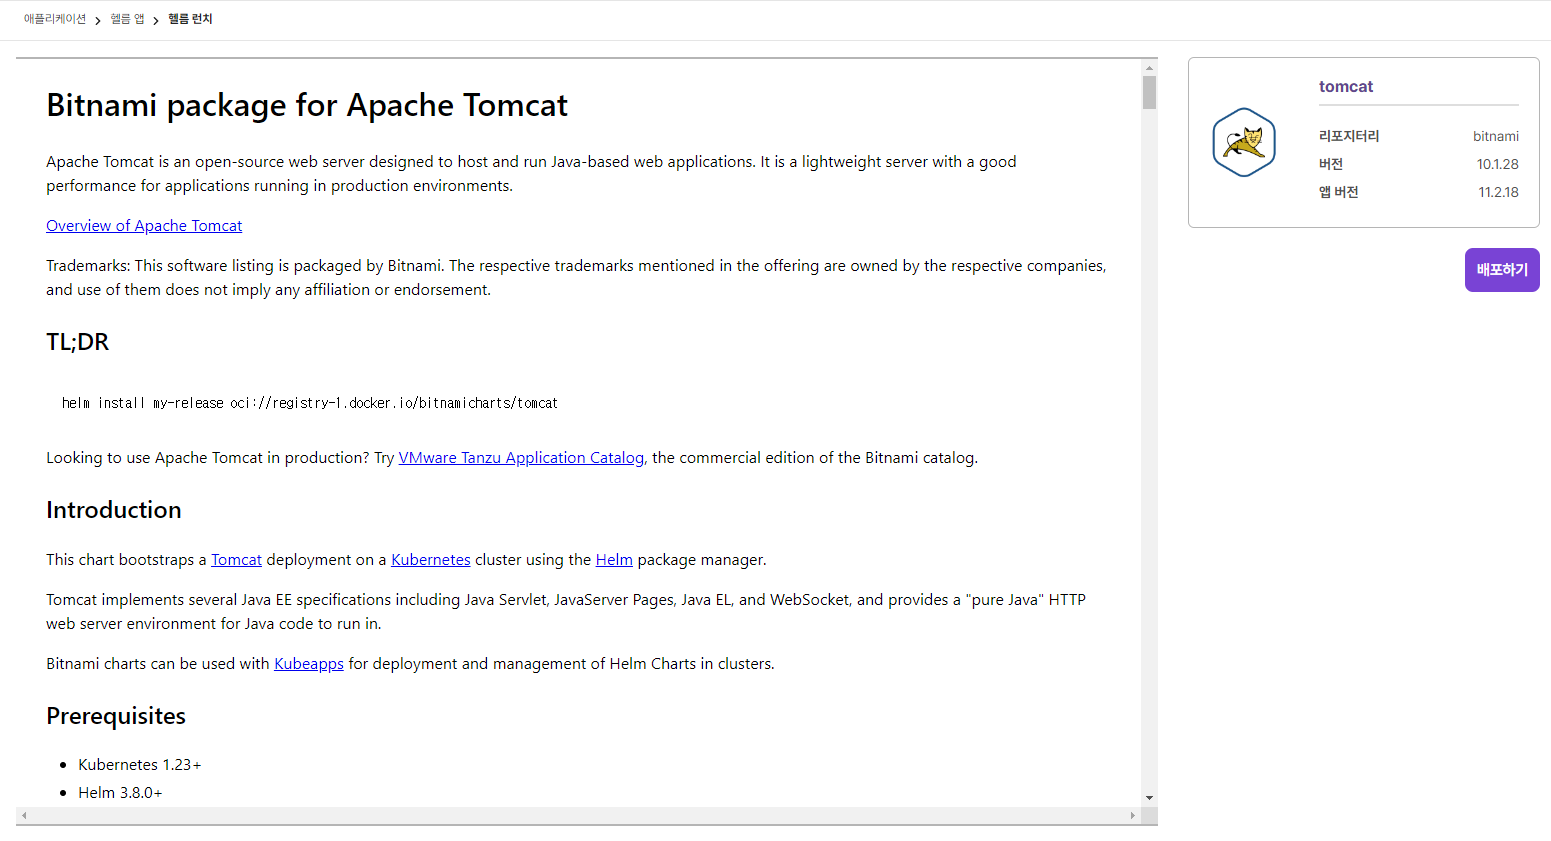 애플리케이션 > 헬름 앱 > 헬름 런치
Bitnami package for Apache Tomcat
Apache Tomcat is an open-source web server designed to host and run Java-based web applications. It is a lightweight server with a good
performance for applications running in production environments.
Overview of Apache Tomcat
Trademarks: This software listing is packaged by Bitnami. The respective trademarks mentioned in the offering are owned by the respective companies,
and use of them does not imply any affiliation or endorsement.
TL;DR
helm install my-release oci://registry-1.docker.io/bitnamicharts/tomcat
Looking to use Apache Tomcat in production? Try VMware Tanzu Application Catalog, the commercial edition of the Bitnami catalog.
Introduction
This chart bootstraps a Tomcat deployment on a Kubernetes cluster using the Helm package manager.
Tomcat implements several Java EE specifications including Java Servlet, JavaServer Pages, Java EL, and WebSocket, and provides a "pure Java" HTTP
web server environment for Java code to run in.
Bitnami charts can be used with Kubeapps for deployment and management of Helm Charts in clusters.
Prerequisites
• Kubernetes 1.23+
• Helm 3.8.0+
tomcat
리포지터리 bitnami
버전 10.1.28
앱 버전 11.2.18
배포하기